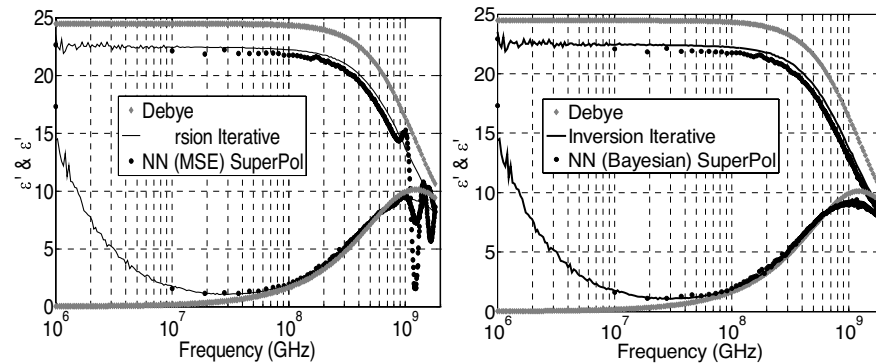 25
20
15
10
5
0
ε' & ε'
Debye
rsion Iterative
NN (MSE) SuperPol
10^6
10^7
10^8
10^9
Frequency (GHz)
25
20
15
10
5
0
ε' & ε'
Debye
Inversion Iterative
NN (Bayesian) SuperPol
10^6
10^7
10^8
10^9
Frequency (GHz)